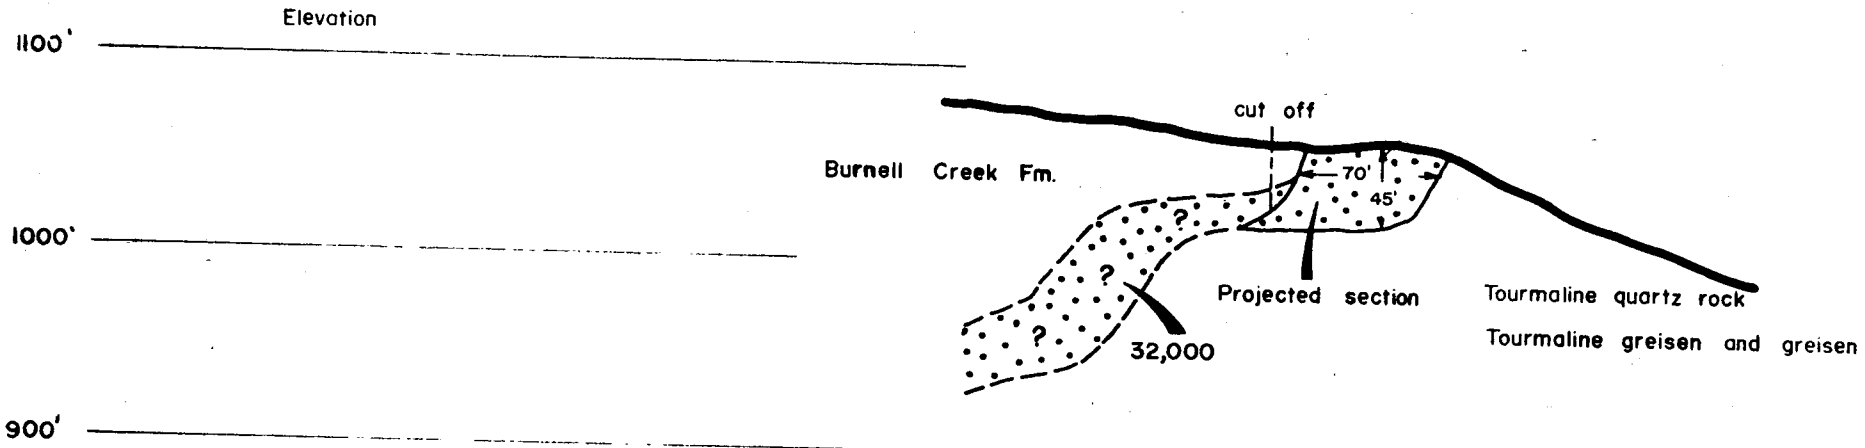 Elevation
1100'
cut off
Burnell Creek Fm.
70'
45'
?
1000'
?
Projected section
Tourmaline quartz rock
?
32,000
Tourmaline greisen and greisen
900'